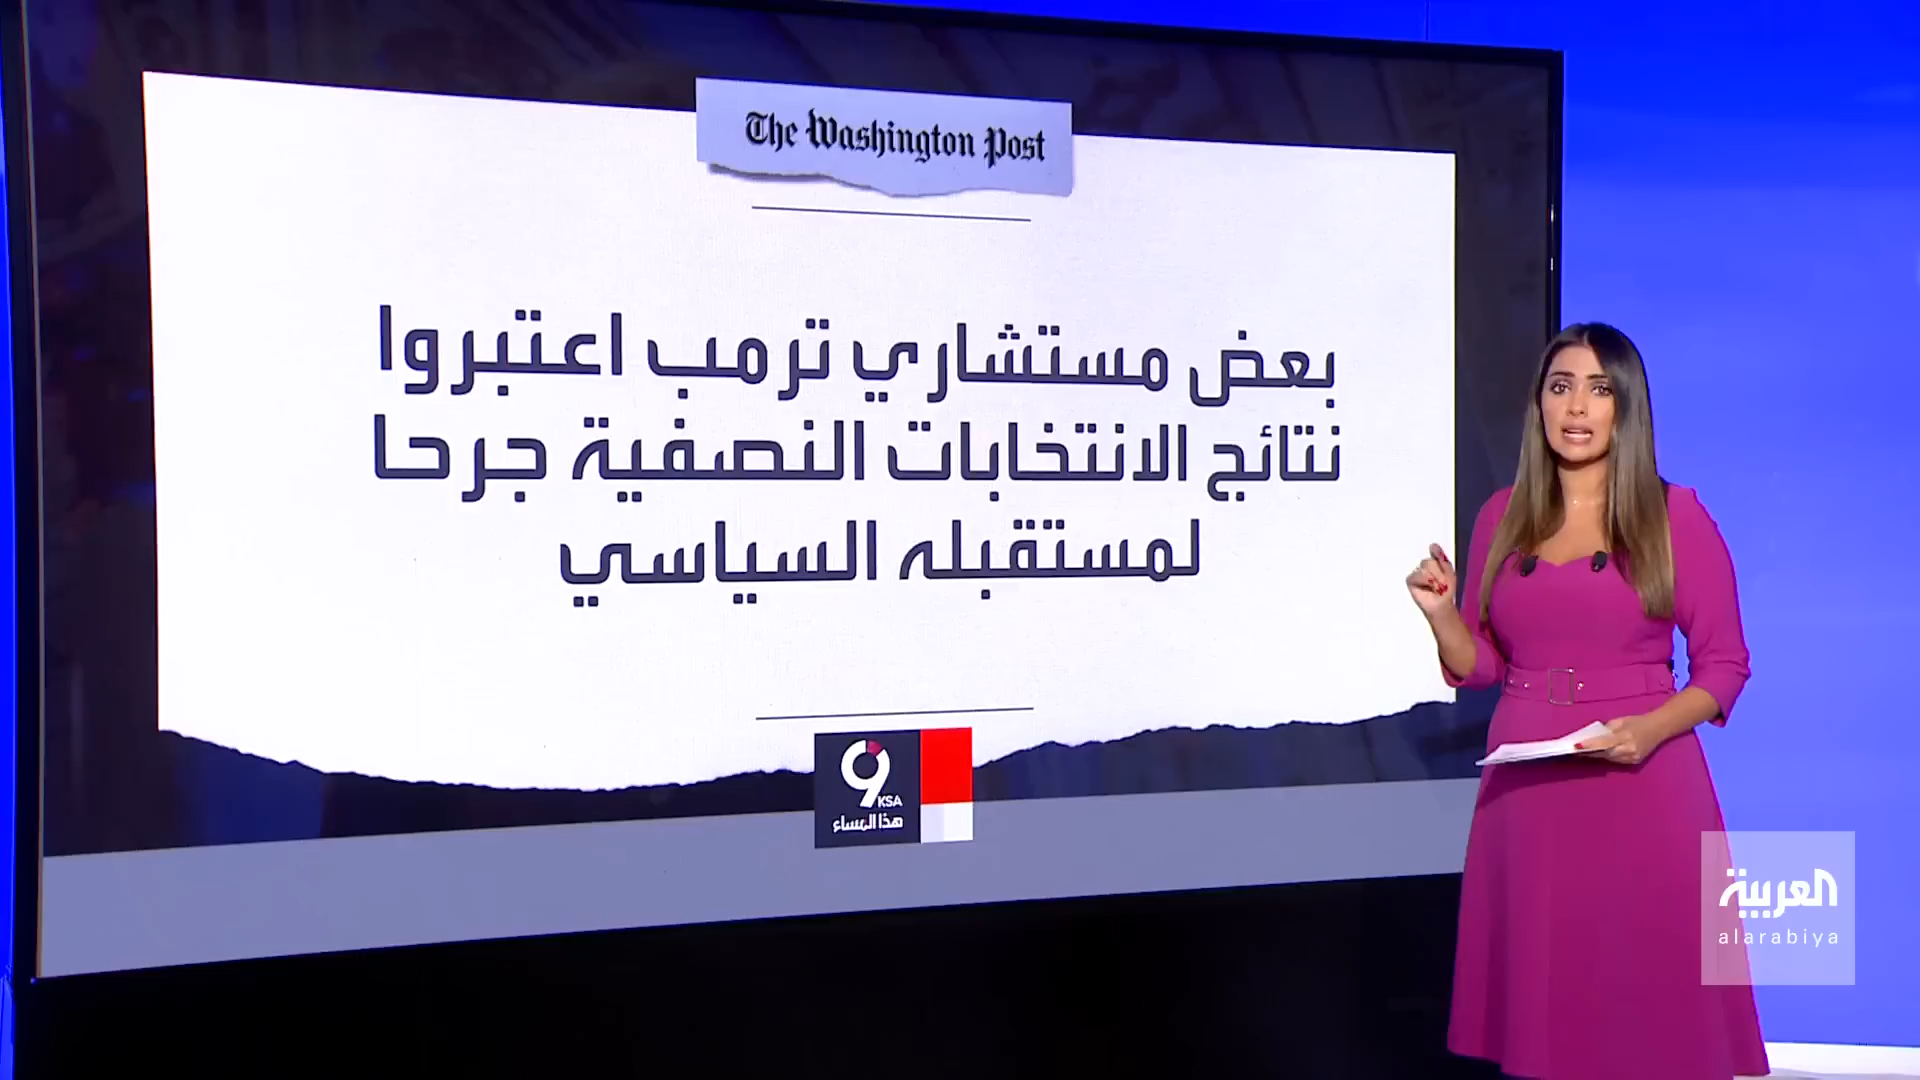 The Washington Post
بعض مستشاري ترمب اعتبروا
نتائج الانتخابات النصفية جرحا
لمستقبله السياسي
9
KSA
هذا المساء
العربية
alarabiya